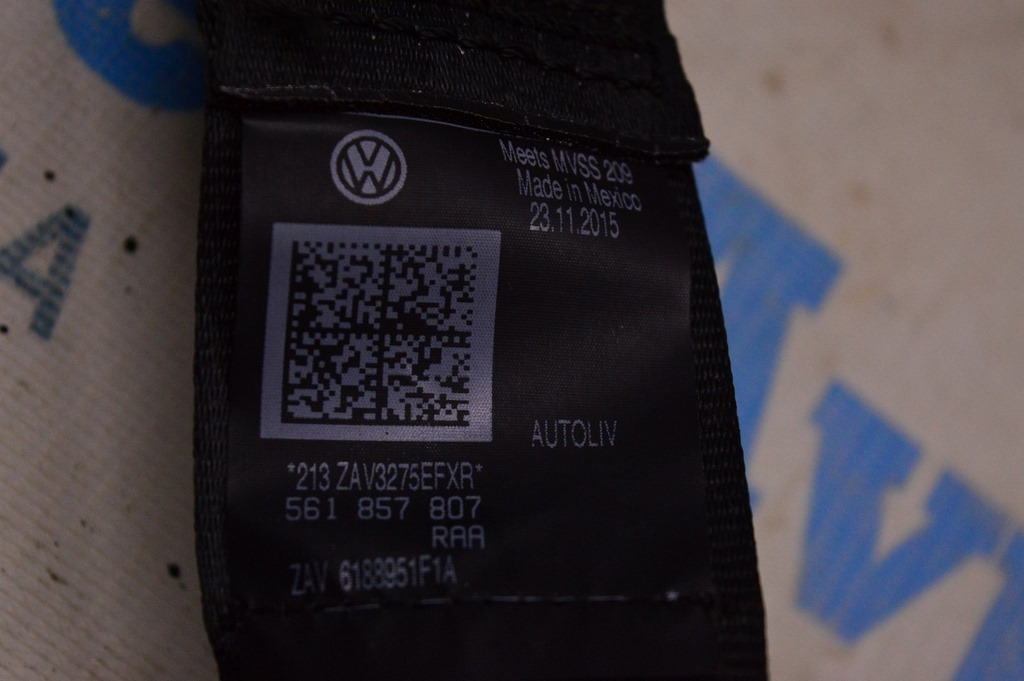 Meets MVSS 209
Made in Mexico
23.11.2015
AUTOLIV
*213 ZAV3275EFXR*
561 857 807
RAA
ZAV 6188951F1A